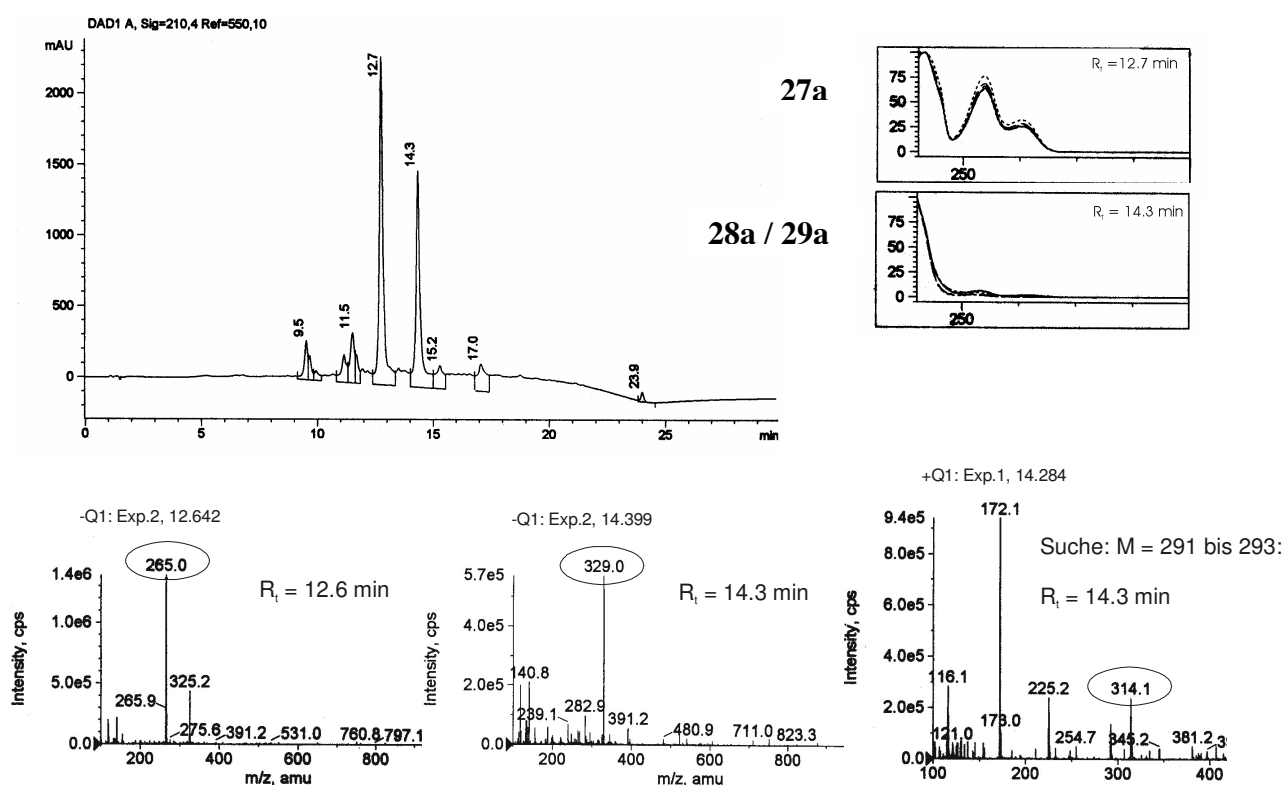 DAD1 A, Sig=210,4 Ref=550,10
mAU
2000
1500
1000
500
0
9.5
11.5
12.7
14.3
15.2
17.0
23.9
0
5
10
15
20
25
min
27a
75
50
25
0
Rt = 12.7 min
250
28a / 29a
75
50
25
0
Rt = 14.3 min
250
-Q1: Exp.2, 12.642
Intensity, cps
1.4e6
1.0e6
5.0e5
0.0
265.0
Rt = 12.6 min
325.2
265.9
275.6
391.2
531.0
760.8
797.1
200
400
600
800
m/z, amu
-Q1: Exp.2, 14.399
Intensity, cps
5.7e5
4.0e5
2.0e5
0.0
329.0
Rt = 14.3 min
140.8
239.1
282.9
391.2
480.9
711.0
823.3
200
400
600
800
m/z, amu
+Q1: Exp.1, 14.284
Intensity, cps
9.4e5
8.0e5
6.0e5
4.0e5
2.0e5
0.0
172.1
Suche: M = 291 bis 293:
Rt = 14.3 min
116.1
225.2
314.1
121.0
173.0
254.7
345.2
381.2
100
200
300
400
m/z, amu